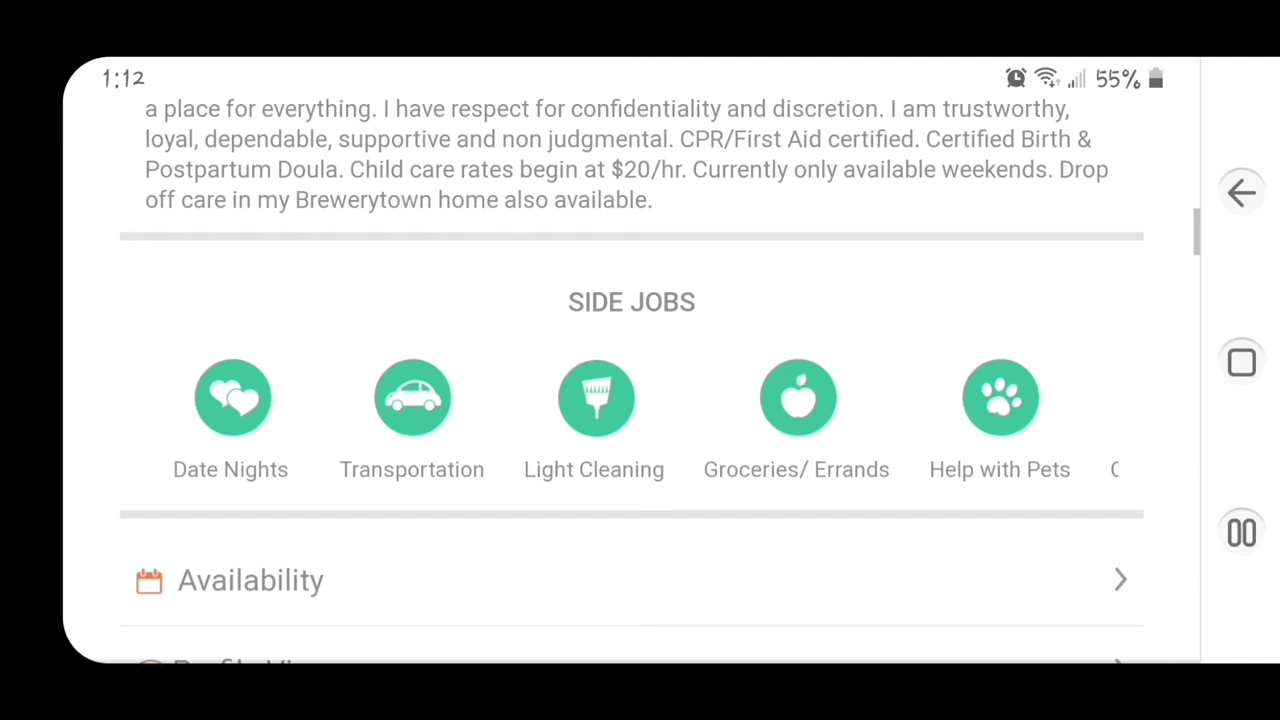 1:12
55%
a place for everything. I have respect for confidentiality and discretion. I am trustworthy,
loyal, dependable, supportive and non judgmental. CPR/First Aid certified. Certified Birth &
Postpartum Doula. Child care rates begin at $20/hr. Currently only available weekends. Drop
off care in my Brewerytown home also available.
SIDE JOBS
Date Nights
Transportation
Light Cleaning
Groceries/ Errands
Help with Pets
Availability